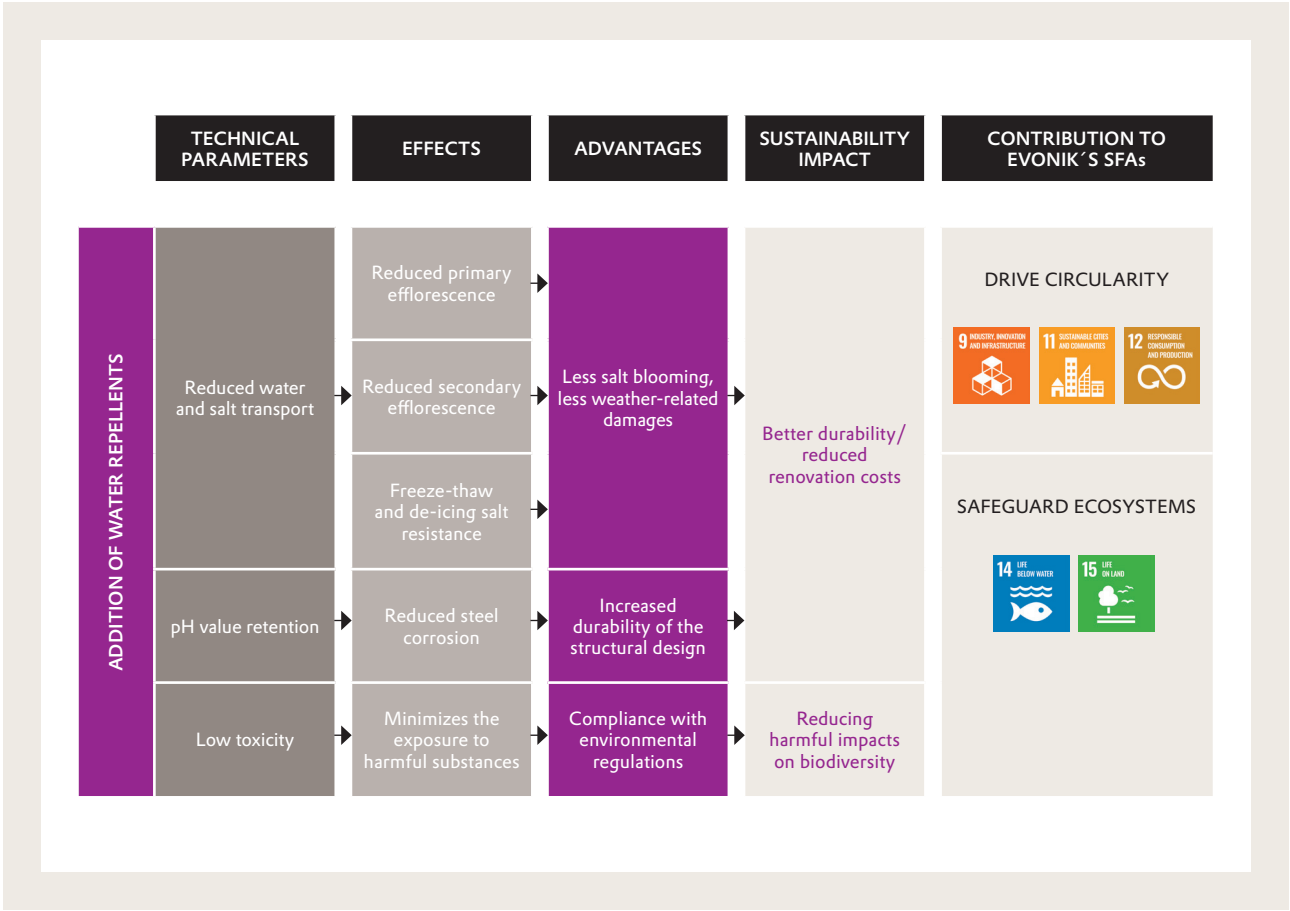 TECHNICAL
PARAMETERS
EFFECTS
ADVANTAGES
SUSTAINABILITY
IMPACT
CONTRIBUTION TO
EVONIK´S SFAs
ADDITION OF WATER REPELLENTS
Reduced water
and salt transport
Reduced primary
efflorescence
Reduced secondary
efflorescence
Freeze-thaw
and de-icing salt
resistance
Less salt blooming,
less weather-related
damages
Better durability/
reduced
renovation costs
pH value retention
Reduced steel
corrosion
Increased
durability of the
structural design
Low toxicity
Minimizes the
exposure to
harmful substances
Compliance with
environmental
regulations
Reducing
harmful impacts
on biodiversity
DRIVE CIRCULARITY
9 INDUSTRY, INNOVATION
AND INFRASTRUCTURE
11 SUSTAINABLE CITIES
AND COMMUNITIES
12 RESPONSIBLE
CONSUMPTION
AND PRODUCTION
SAFEGUARD ECOSYSTEMS
14 LIFE
BELOW WATER
15 LIFE
ON LAND